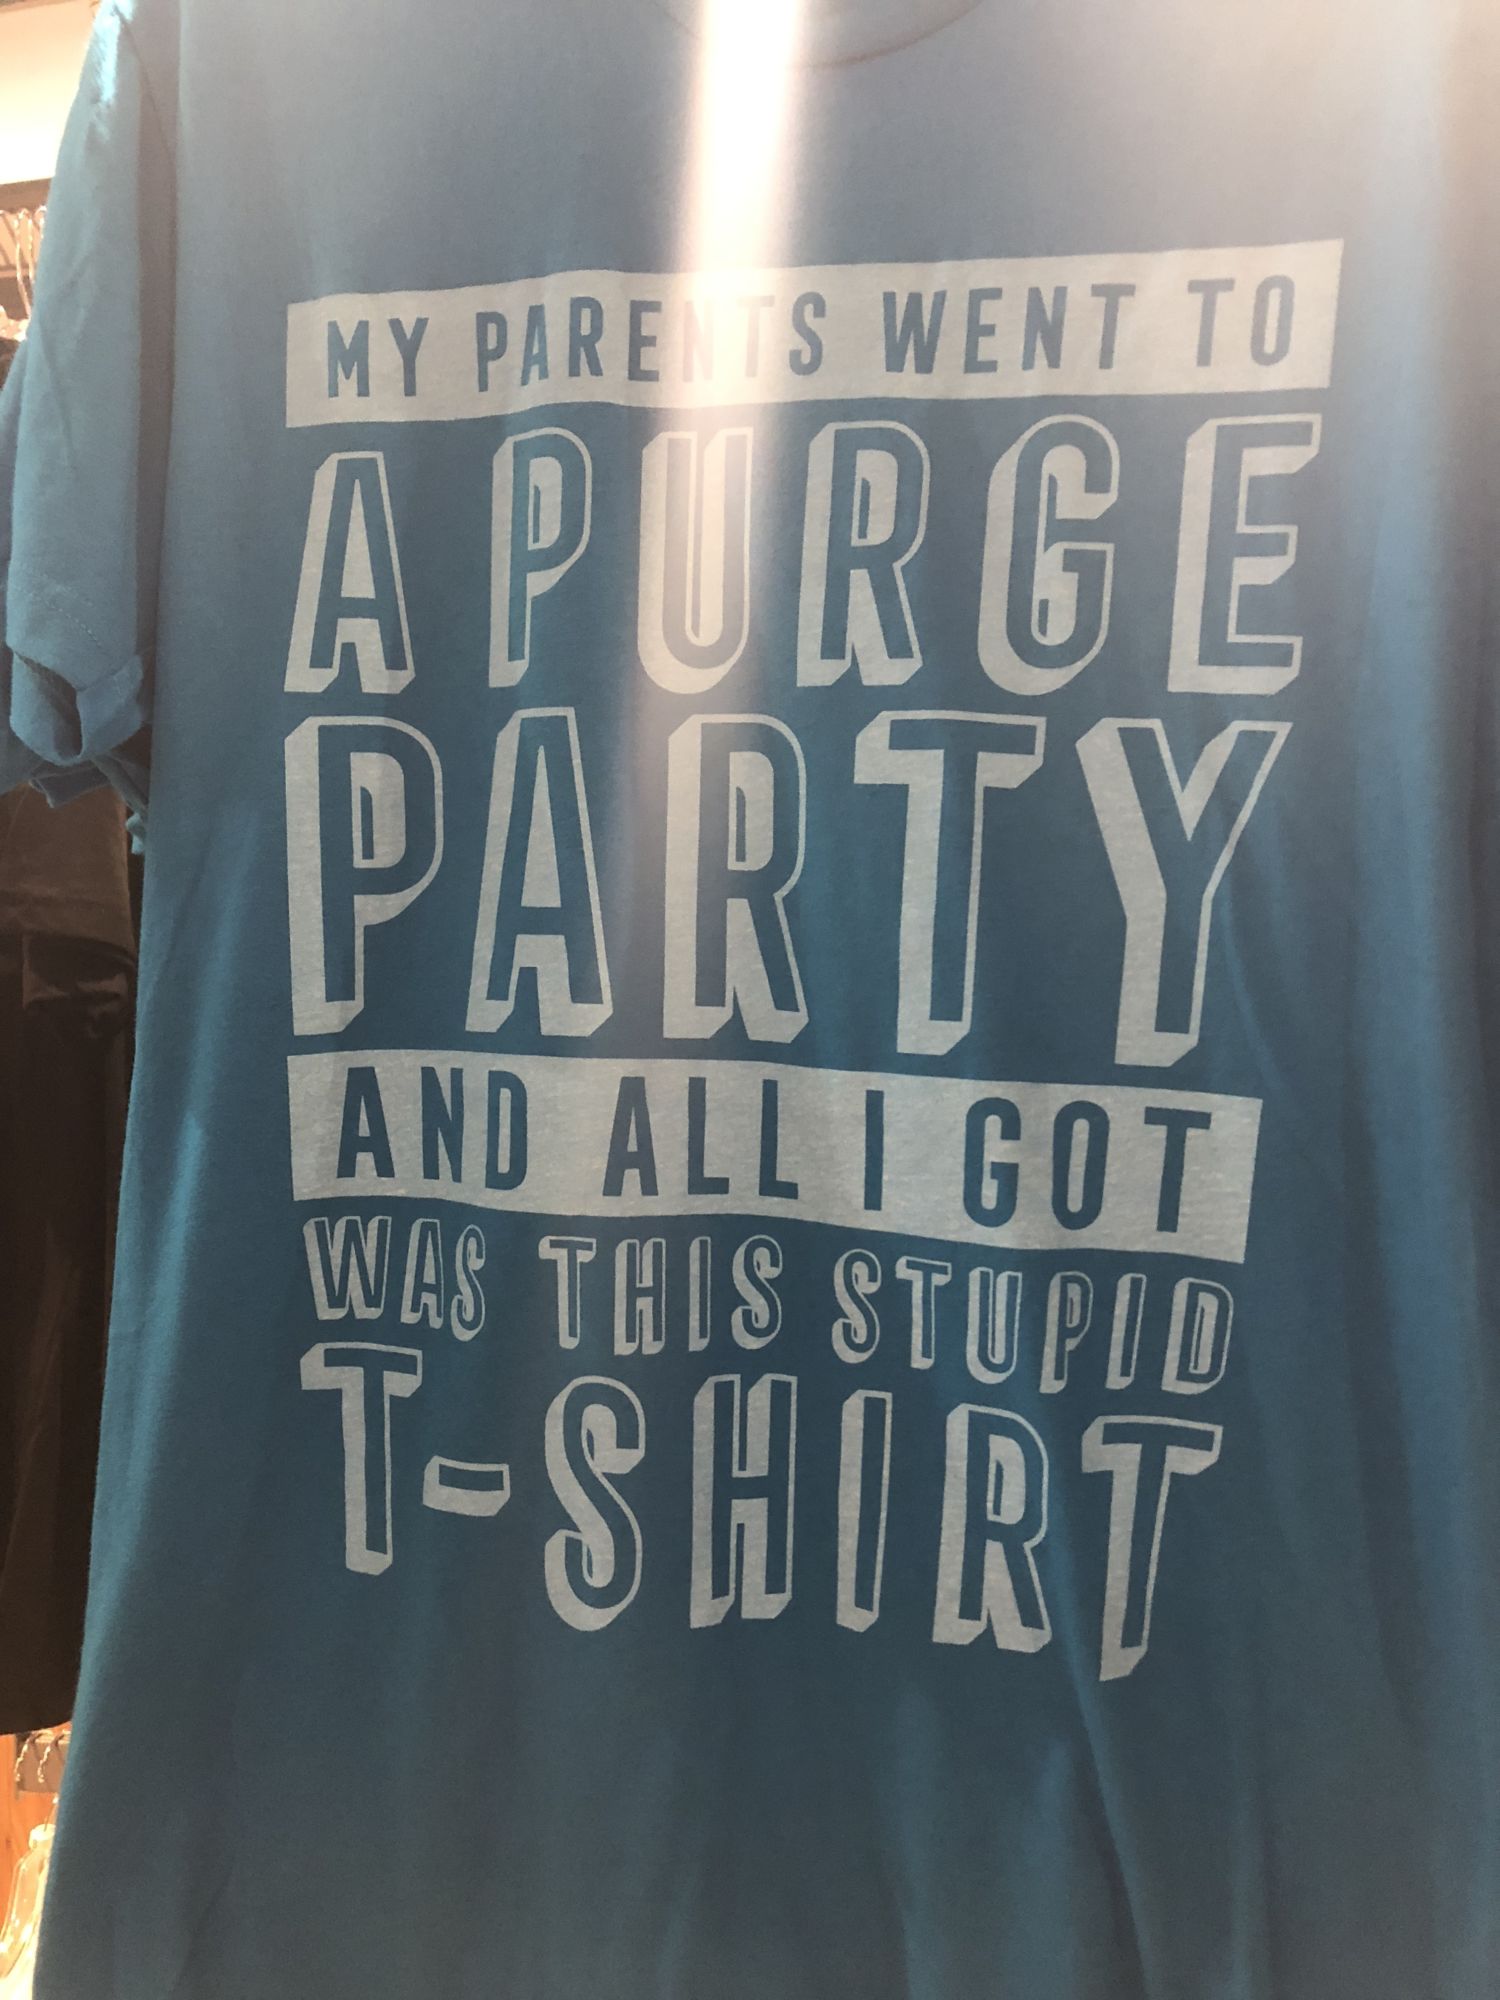 MY PARENTS WENT TO
A PURGE
PARTY
AND ALL I GOT
WAS THIS STUPID
T-SHIRT